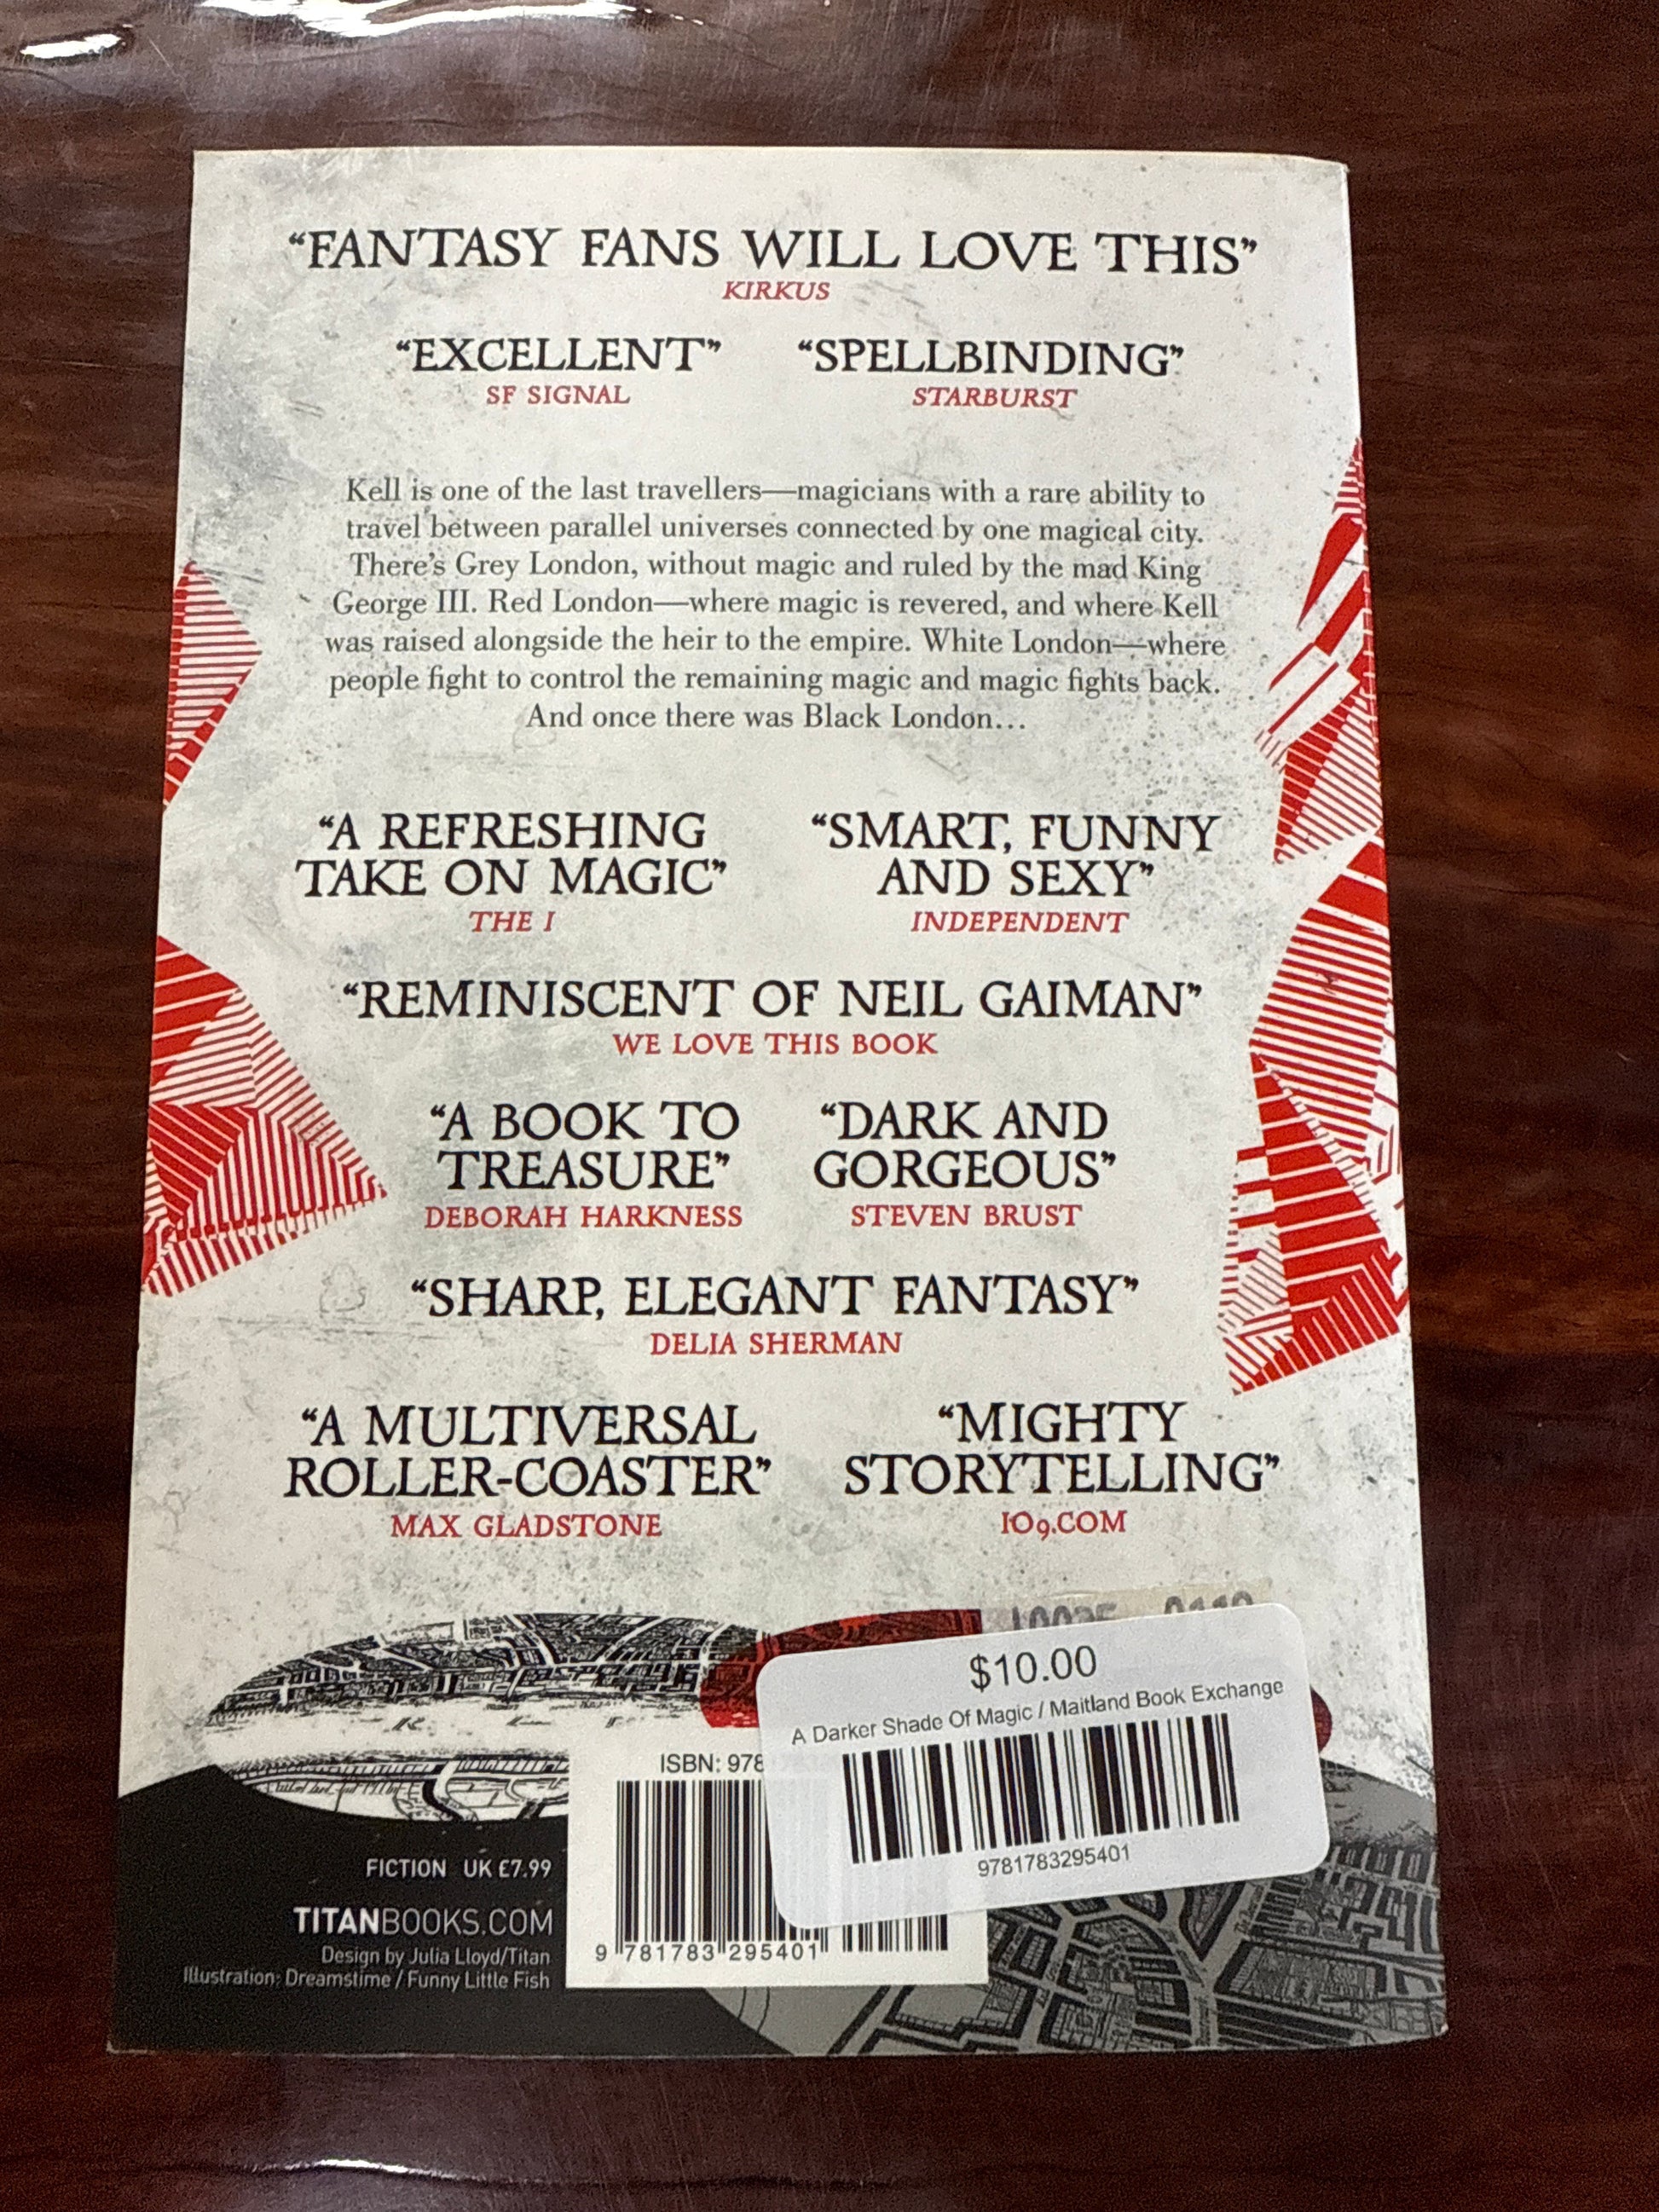 “FANTASY FANS WILL LOVE THIS”
KIRKUS
“EXCELLENT”
SF SIGNAL
“SPELLBINDING”
STARBURST
Kell is one of the last travellers—magicians with a rare ability to
travel between parallel universes connected by one magical city.
There’s Grey London, without magic and ruled by the mad King
George III. Red London—where magic is revered, and where Kell
was raised alongside the heir to the empire. White London—where
people fight to control the remaining magic and magic fights back.
And once there was Black London…
“A REFRESHING
TAKE ON MAGIC”
THE I
“SMART, FUNNY
AND SEXY”
INDEPENDENT
“REMINISCENT OF NEIL GAIMAN”
WE LOVE THIS BOOK
“A BOOK TO
TREASURE”
DEBORAH HARKNESS
“DARK AND
GORGEOUS”
STEVEN BRUST
“SHARP, ELEGANT FANTASY”
DELIA SHERMAN
“A MULTIVERSAL
ROLLER-COASTER”
MAX GLADSTONE
“MIGHTY
STORYTELLING”
IO9.COM
$10.00
A Darker Shade Of Magic / Maitland Book Exchange
9781783295401
ISBN: 978
9 781783 295401
FICTION UK £7.99
TITANBOOKS.COM
Design by Julia Lloyd/Titan
Illustration: Dreamstime / Funny Little Fish